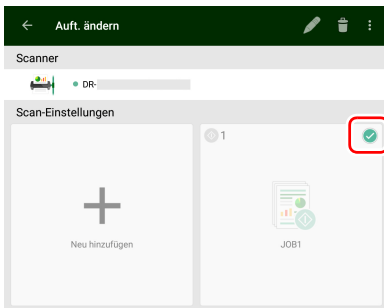 Auft. ändern
Scanner
DR-
Scan-Einstellungen
1
Neu hinzufügen
JOB1